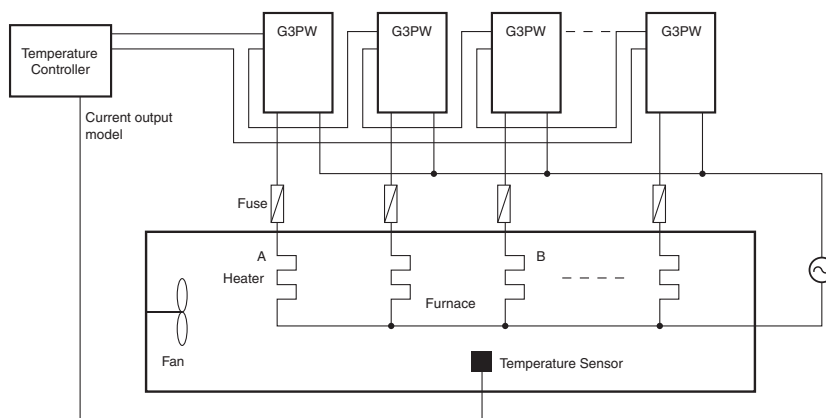 G3PW
G3PW
G3PW
G3PW
Temperature
Controller
Current output
model
Fuse
A
B
Heater
Furnace
Fan
Temperature Sensor